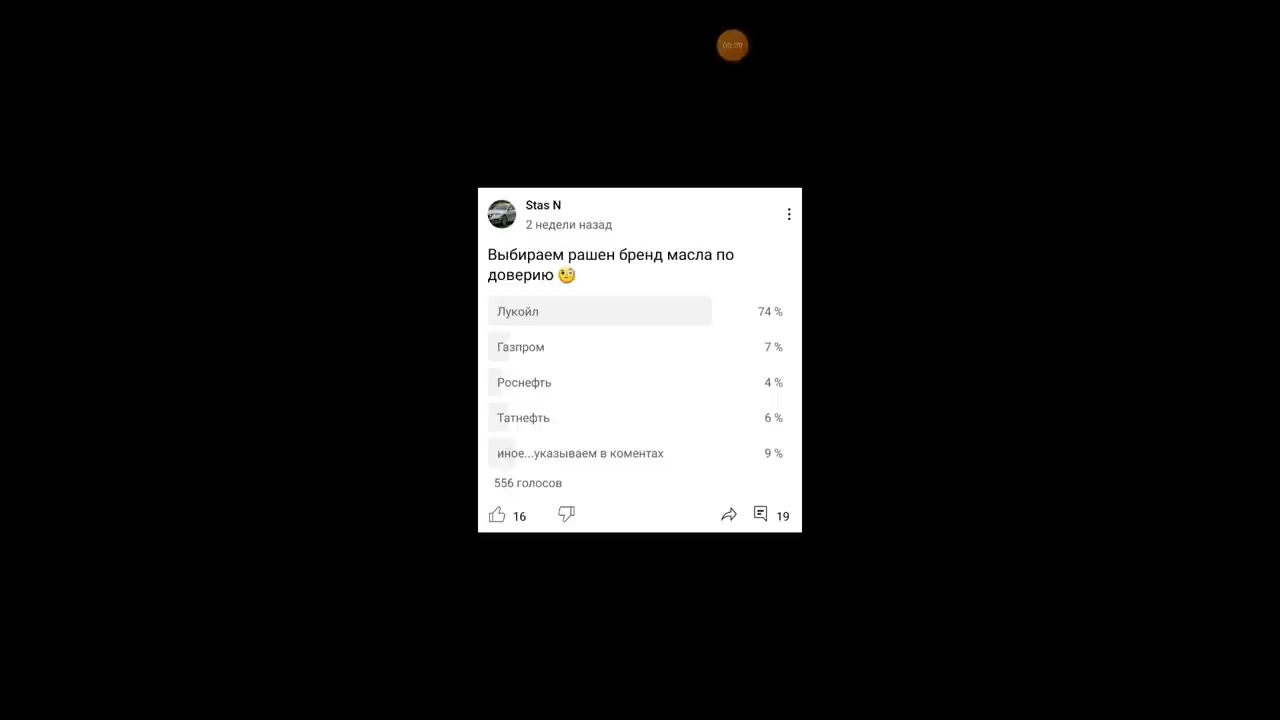 Stas N
2 недели назад
Выбираем рашен бренд масла по
доверию 🧐
Лукойл 74 %
Газпром 7 %
Роснефть 4 %
Татнефть 6 %
иное...указываем в коментах 9 %
556 голосов
16 19